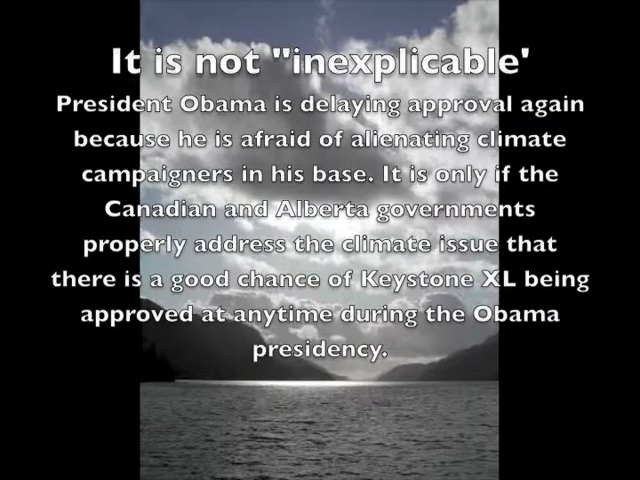 It is not "inexplicable'
President Obama is delaying approval again
because he is afraid of alienating climate
campaigners in his base. It is only if the
Canadian and Alberta governments
properly address the climate issue that
there is a good chance of Keystone XL being
approved at anytime during the Obama
presidency.